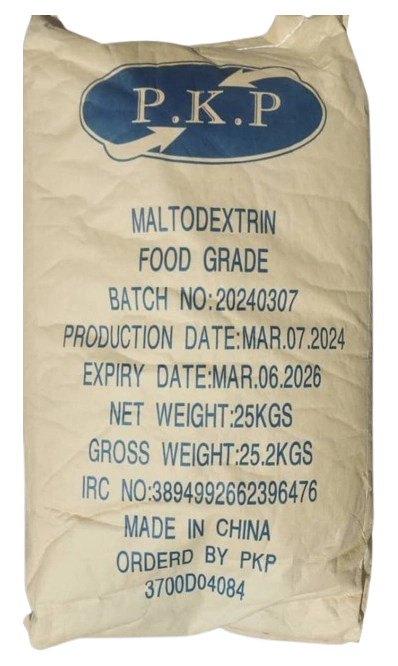 P.K.P
MALTODEXTRIN
FOOD GRADE
BATCH NO:20240307
PRODUCTION DATE:MAR.07.2024
EXPIRY DATE:MAR.06.2026
NET WEIGHT:25KGS
GROSS WEIGHT:25.2KGS
IRC NO:3894992662396476
MADE IN CHINA
ORDERD BY PKP
3700D04084